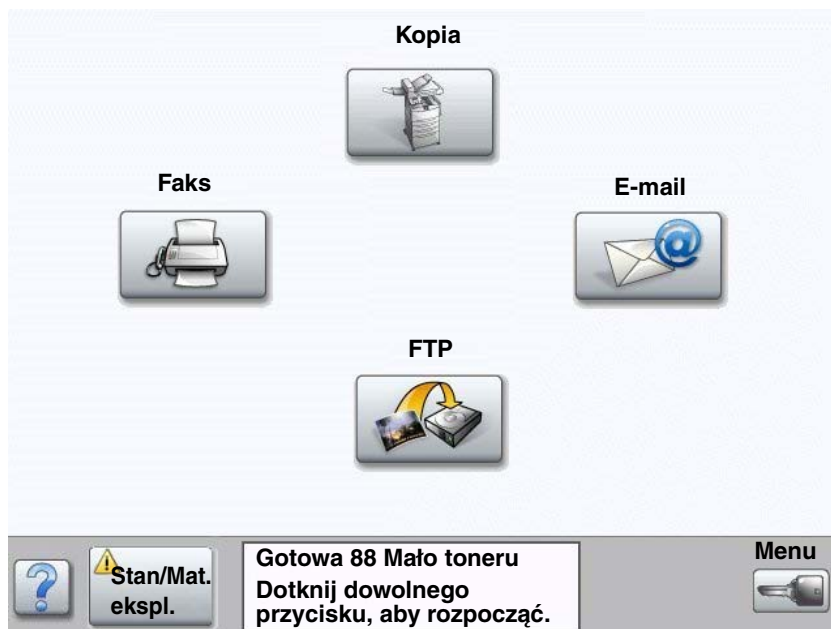 Kopia
Faks
E-mail
FTP
Stan/Mat.
ekspl.
Gotowa 88 Mało toneru
Dotknij dowolnego
przycisku, aby rozpocząć.
Menu